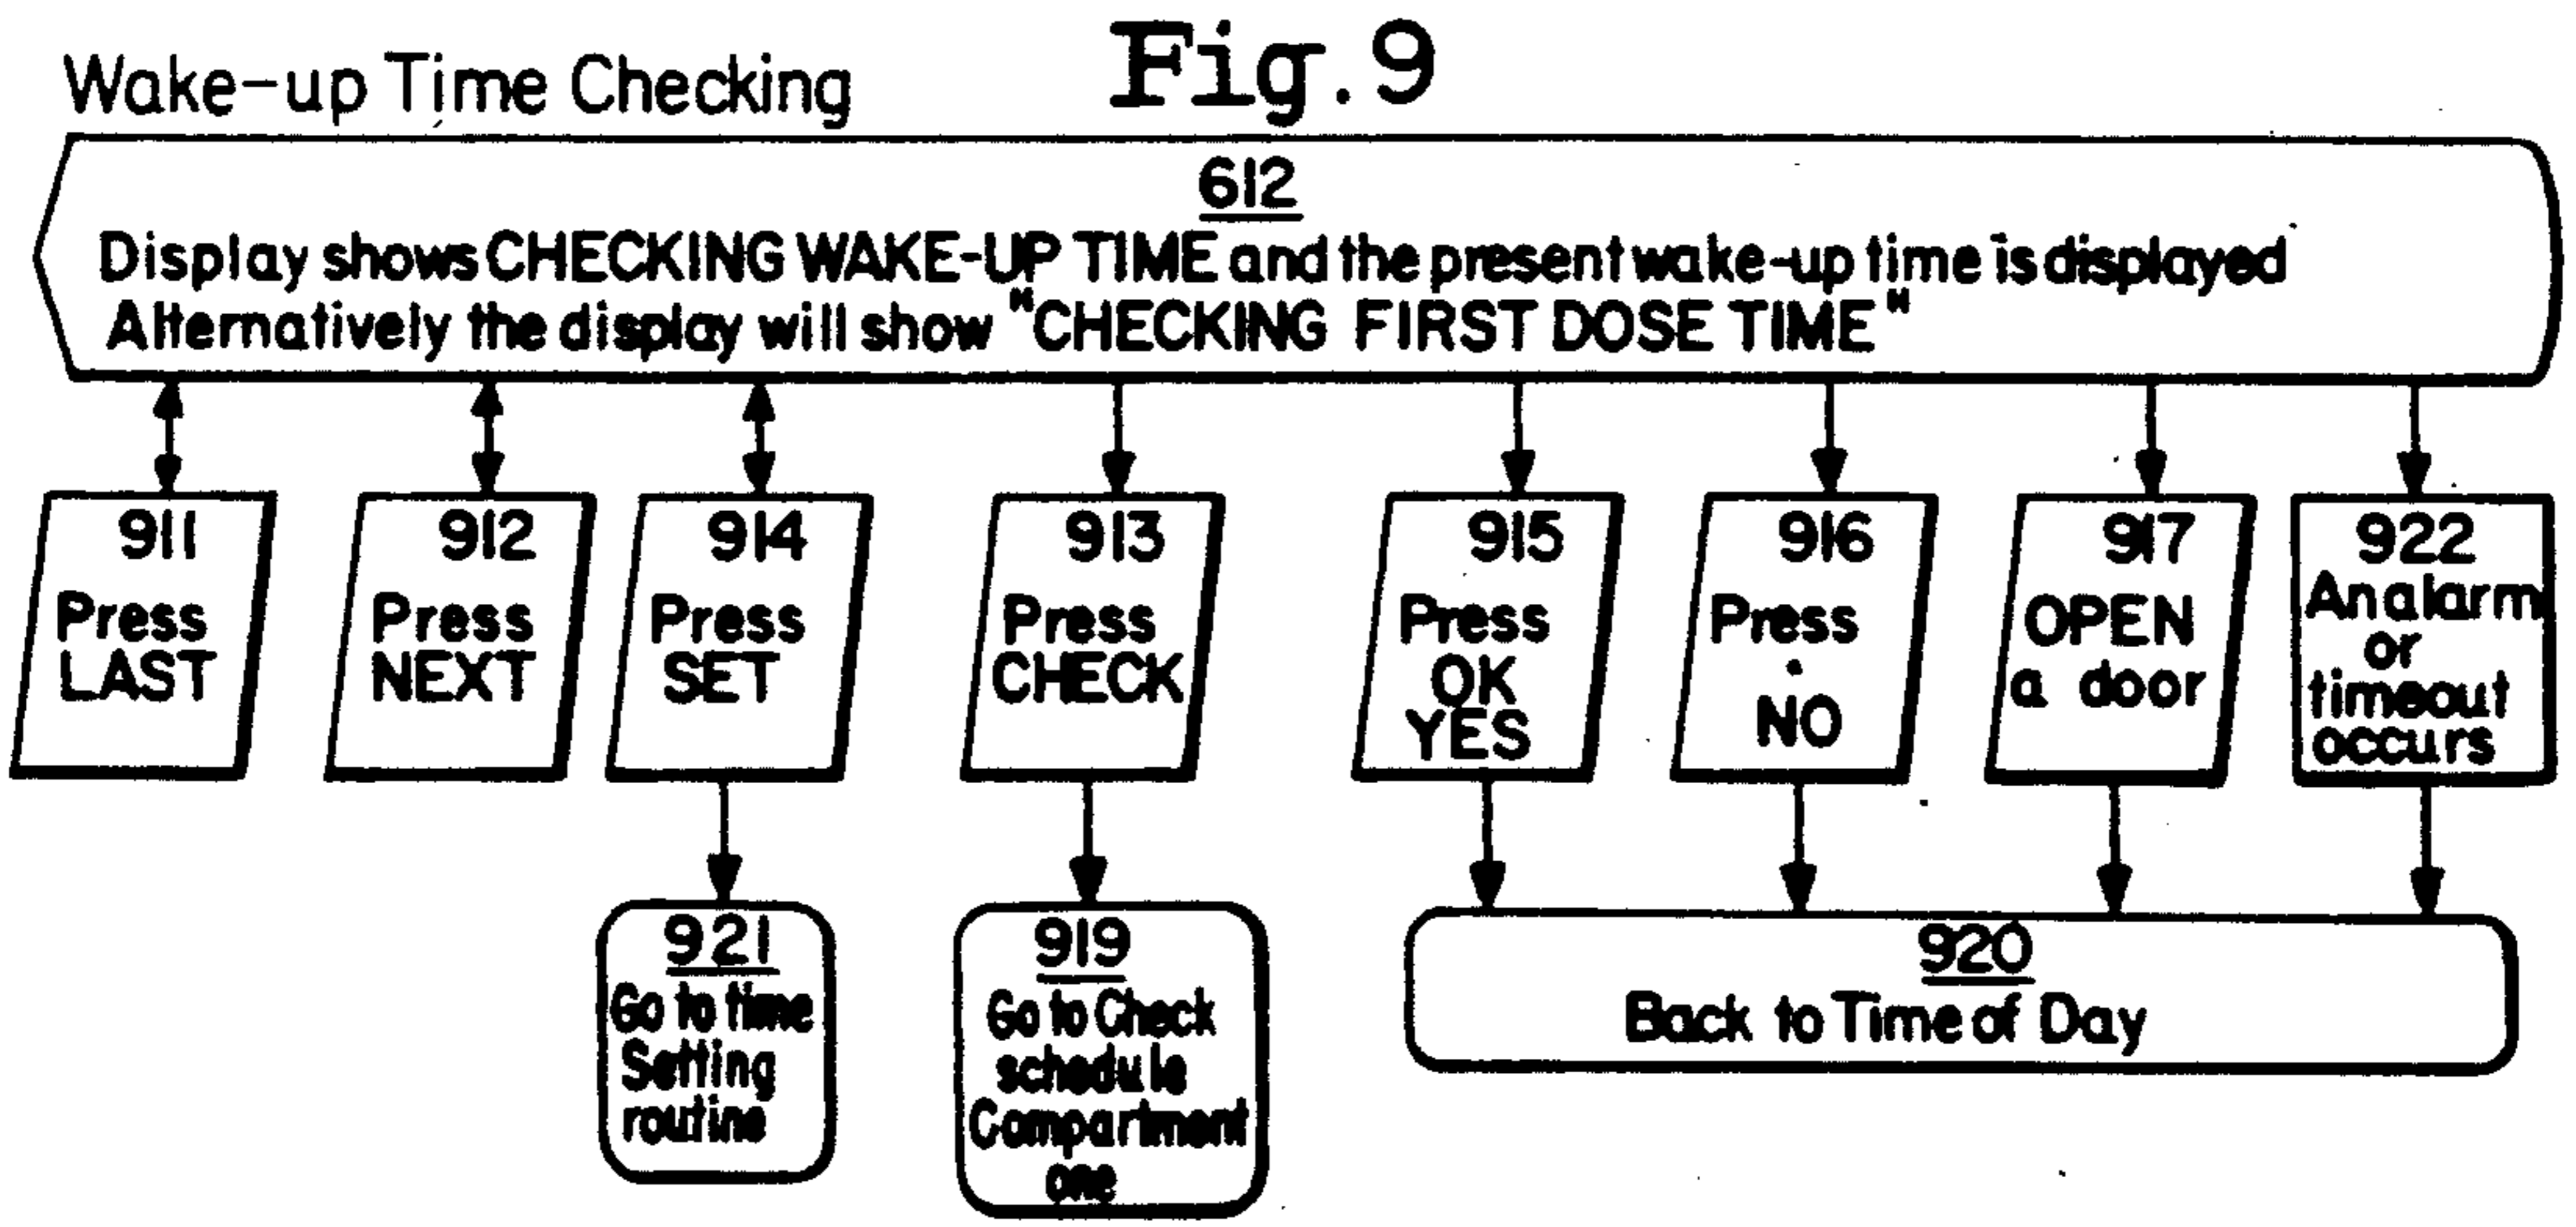 Wake-up Time Checking
Fig. 9
612
Display shows CHECKING WAKE-UP TIME and the present wake-up time is displayed
Alternatively the display will show "CHECKING FIRST DOSE TIME"
911
Press
LAST
912
Press
NEXT
914
Press
SET
913
Press
CHECK
915
Press
OK
YES
916
Press
NO
917
OPEN
a door
922
An alarm
or
timeout
occurs
921
Go to time
Setting
routine
919
Go to Check
schedule
Compartment
one
920
Back to Time of Day